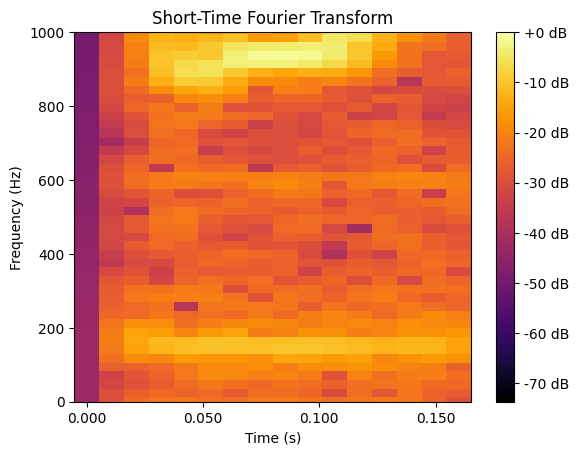 Short-Time Fourier Transform
1000
800
600
400
200
0
Frequency (Hz)
0.000
0.050
0.100
0.150
Time (s)
+0 dB
-10 dB
-20 dB
-30 dB
-40 dB
-50 dB
-60 dB
-70 dB